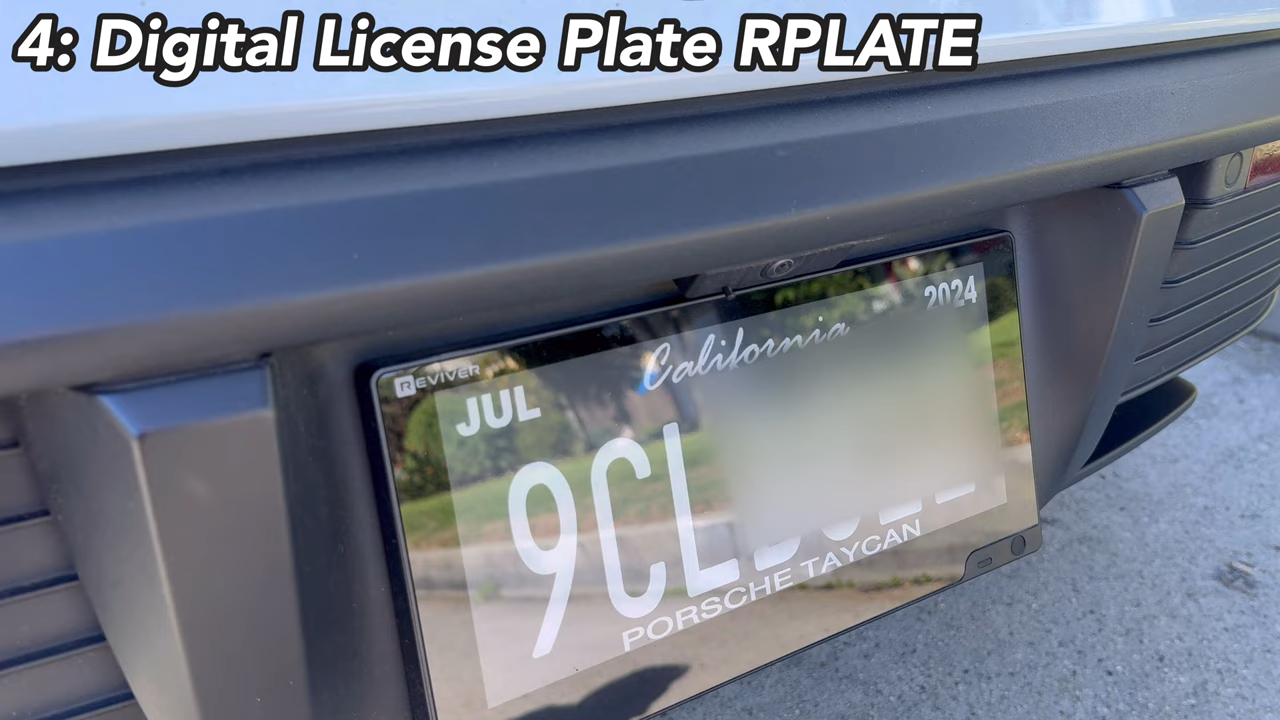 4: Digital License Plate RPLATE
REVIVER
JUL
California
2024
9CL
PORSCHE TAYCAN